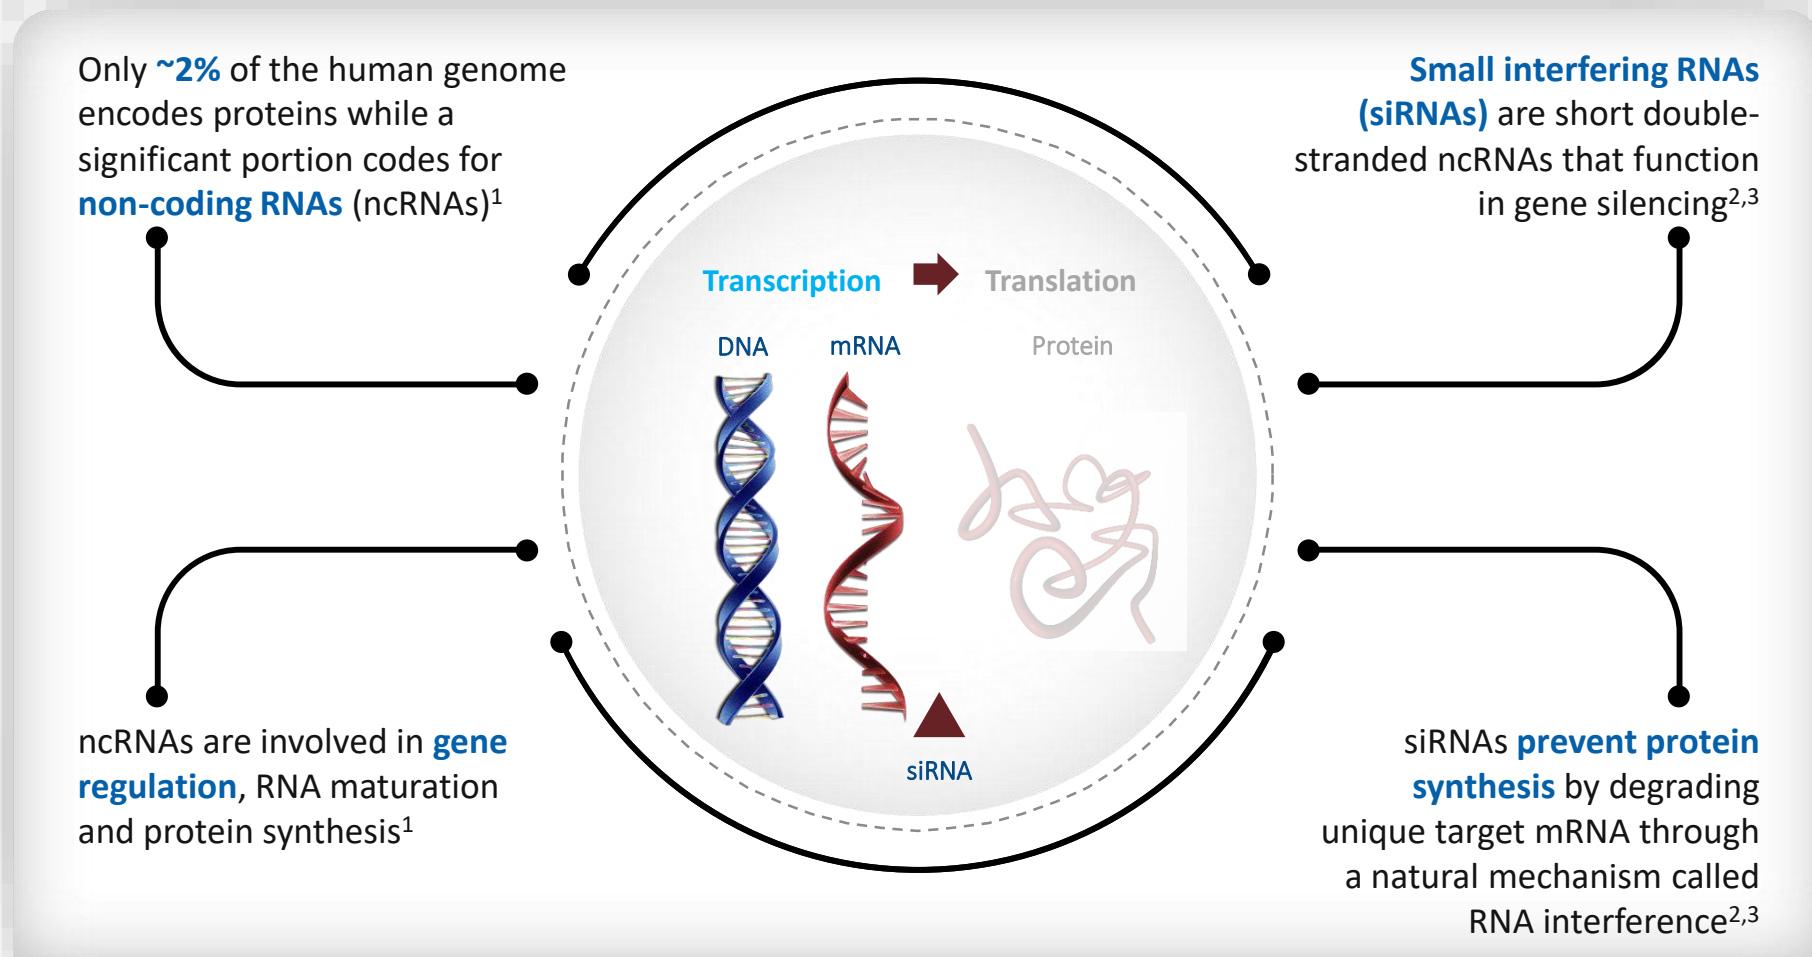 Only ~2% of the human genome
encodes proteins while a
significant portion codes for
non-coding RNAs (ncRNAs)1
Small interfering RNAs
(siRNAs) are short double-
stranded ncRNAs that function
in gene silencing2,3
Transcription
Translation
DNA
mRNA
Protein
siRNA
ncRNAs are involved in gene
regulation, RNA maturation
and protein synthesis1
siRNAs prevent protein
synthesis by degrading
unique target mRNA through
a natural mechanism called
RNA interference2,3